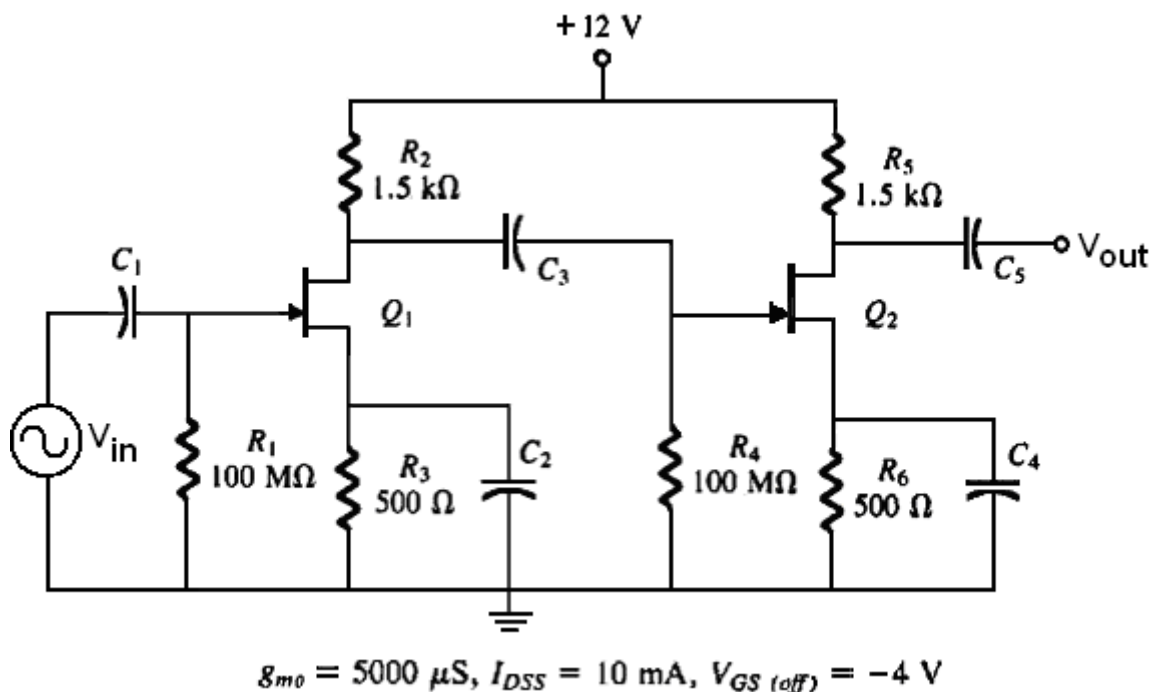 +12 V
R2
1.5 kΩ
R5
1.5 kΩ
C1
C3
C5
Vout
Q1
Q2
Vin
R1
100 MΩ
R3
500 Ω
C2
R4
100 MΩ
R6
500 Ω
C4
gmo = 5000 μS, IDSS = 10 mA, VGS (off) = −4 V